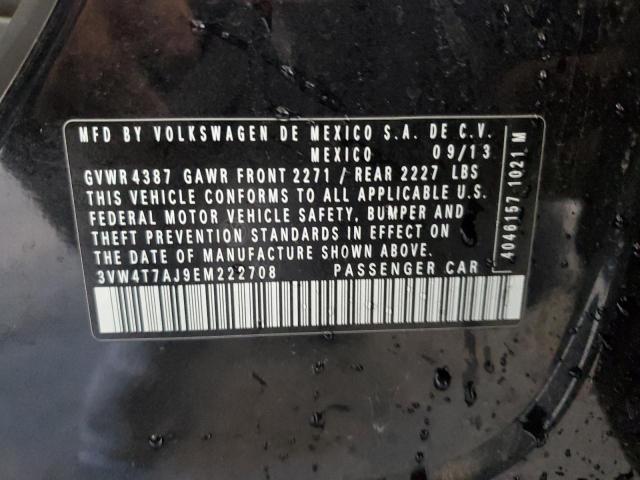 MFD BY VOLKSWAGEN DE MEXICO S.A. DE C.V.
MEXICO 09/13
GVWR 4387 GAWR FRONT 2271 / REAR 2227 LBS
THIS VEHICLE CONFORMS TO ALL APPLICABLE U.S.
FEDERAL MOTOR VEHICLE SAFETY, BUMPER AND
THEFT PREVENTION STANDARDS IN EFFECT ON
THE DATE OF MANUFACTURE SHOWN ABOVE.
3VW4T7AJ9EM222708 PASSENGER CAR
4046157 1021 M